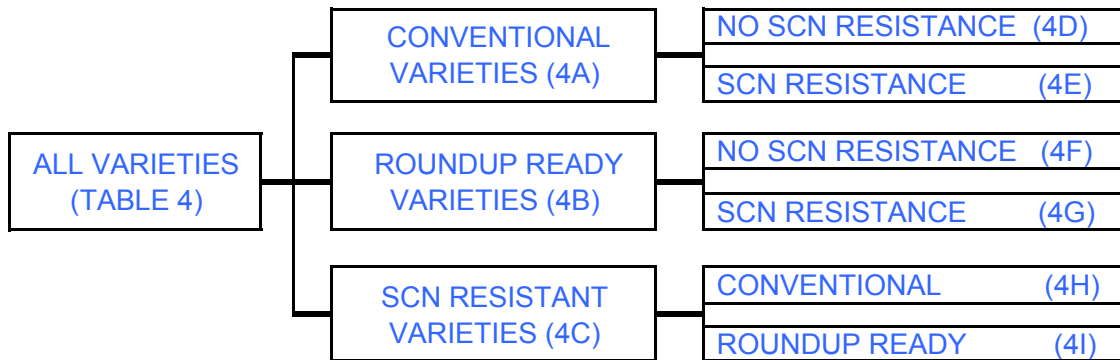 ALL VARIETIES
(TABLE 4)
CONVENTIONAL
VARIETIES (4A)
NO SCN RESISTANCE (4D)
SCN RESISTANCE (4E)
ROUNDUP READY
VARIETIES (4B)
NO SCN RESISTANCE (4F)
SCN RESISTANCE (4G)
SCN RESISTANT
VARIETIES (4C)
CONVENTIONAL (4H)
ROUNDUP READY (4I)